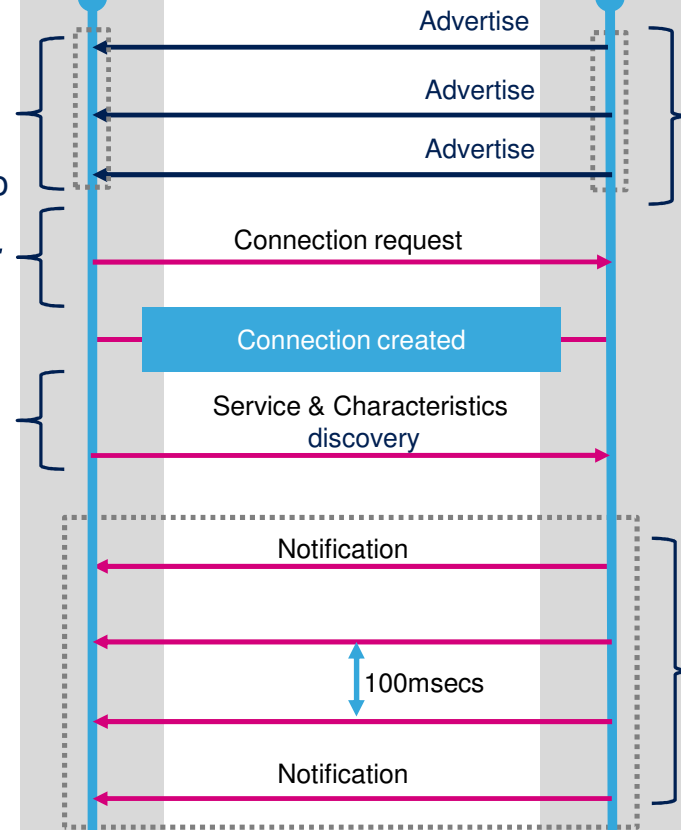 Advertise
Advertise
Advertise
Connection request
Connection created
Service & Characteristics
discovery
Notification
100msecs
Notification